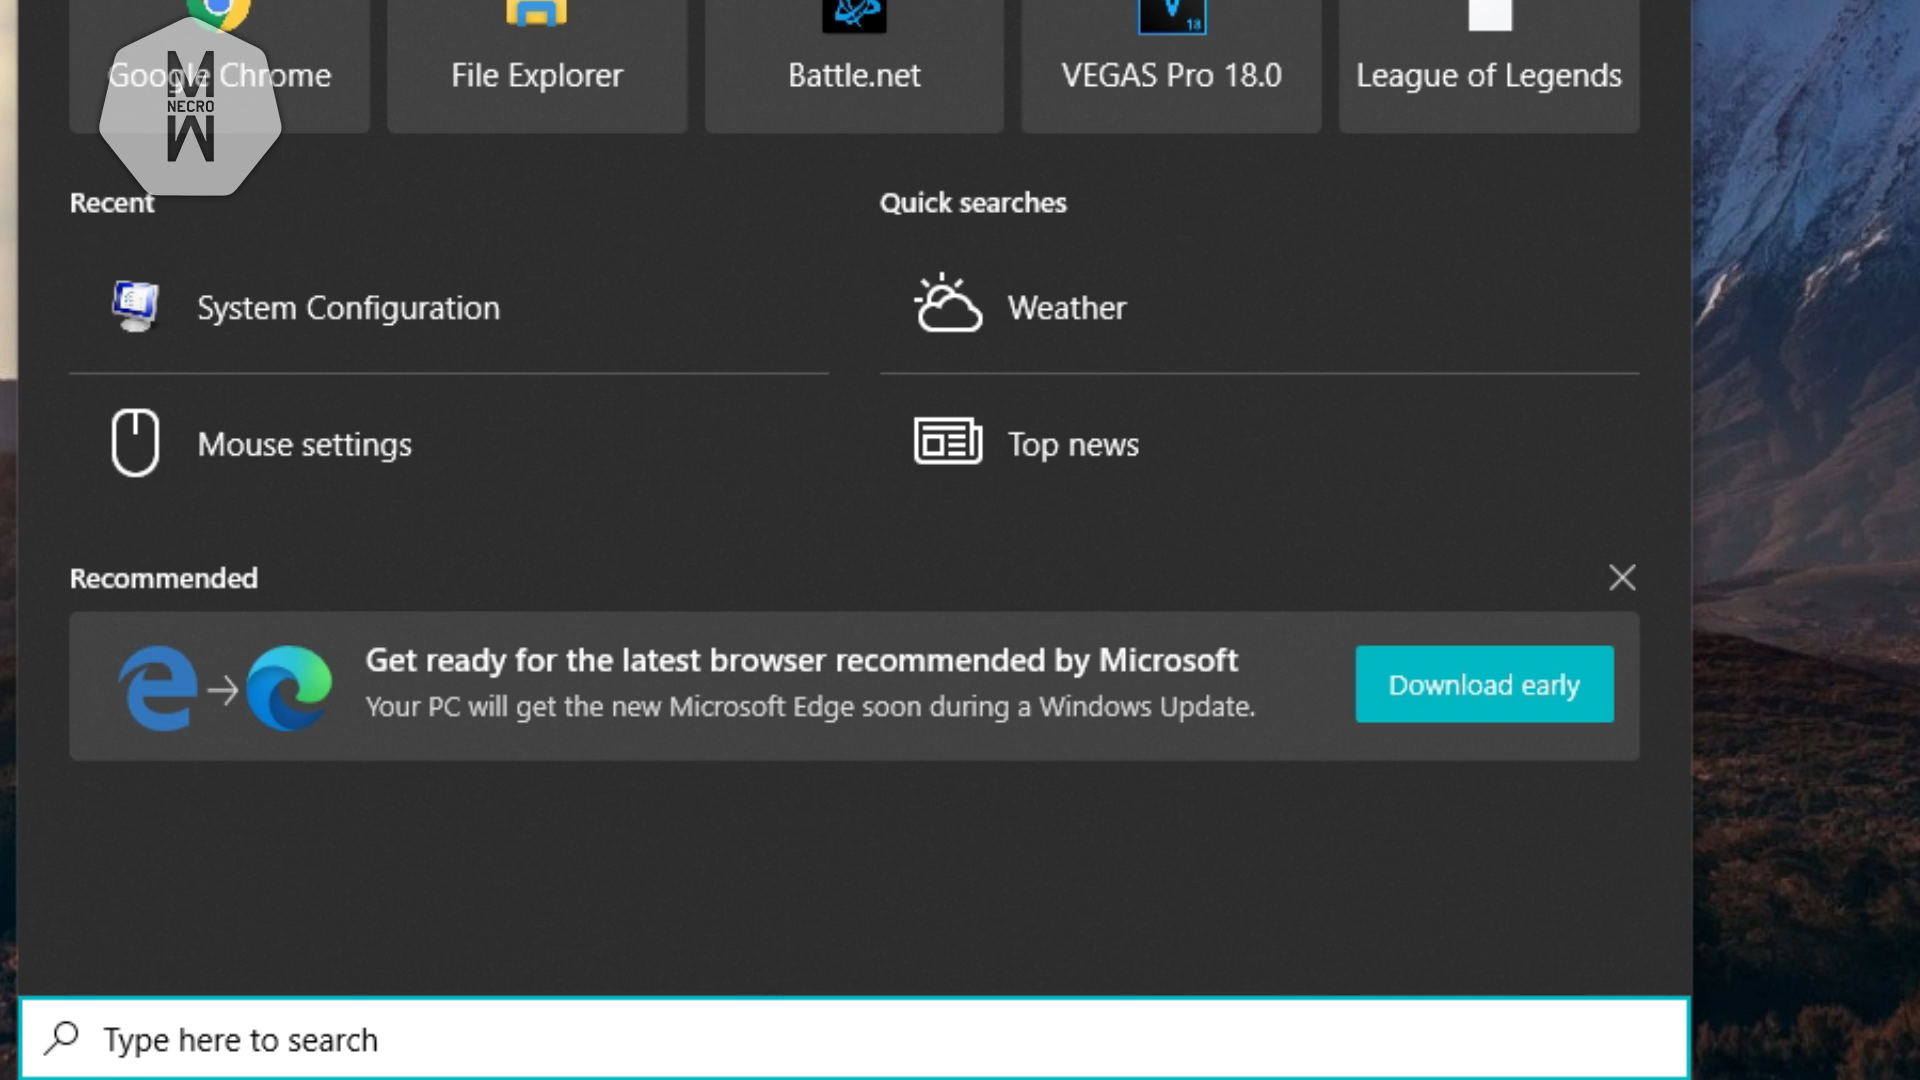 Google Chrome
File Explorer
Battle.net
18
VEGAS Pro 18.0
League of Legends
M
NECRO
M
Recent
Quick searches
System Configuration
Weather
Mouse settings
Top news
Recommended
Get ready for the latest browser recommended by Microsoft
Your PC will get the new Microsoft Edge soon during a Windows Update.
Download early
Type here to search